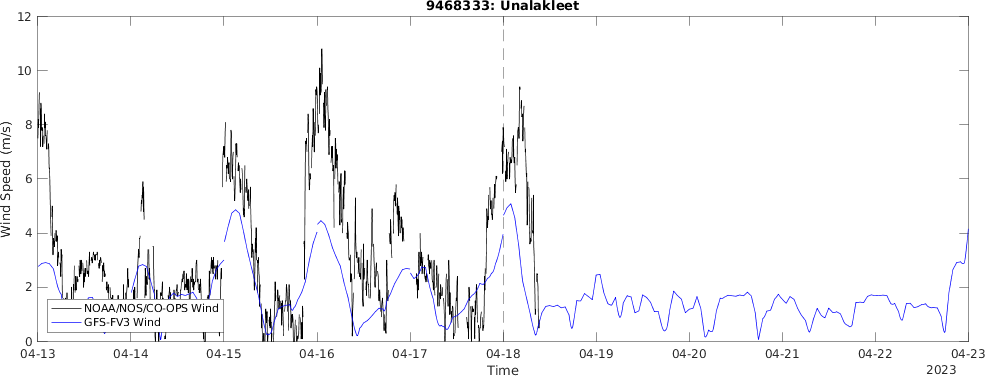 9468333: Unalakleet
Wind Speed (m/s)
12
10
8
6
4
2
0
NOAA/NOS/CO-OPS Wind
GFS-FV3 Wind
04-13 04-14 04-15 04-16 04-17 04-18 04-19 04-20 04-21 04-22 04-23
Time
2023